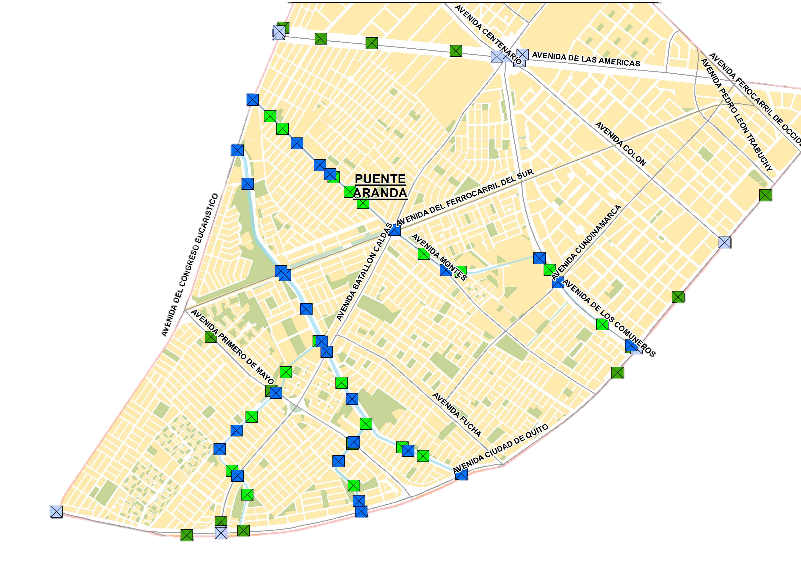 AVENIDA CENTENARIO
AVENIDA DE LAS AMERICAS
AVENIDA FEROCARRIL DE OCCID
AVENIDA PEDRO LEON TRABUCHY
AVENIDA COLON
PUENTE
ARANDA
AVENIDA DEL FERROCARRIL DEL SUR
AVENIDA DEL CONGRESO EUCARISTICO
AVENIDA BATALLON CALDAS
AVENIDA MONTES
AVENIDA CUNDINAMARCA
AVENIDA DE LOS COMUNEROS
AVENIDA PRIMERO DE MAYO
AVENIDA FUCHA
AVENIDA CIUDAD DE QUITO